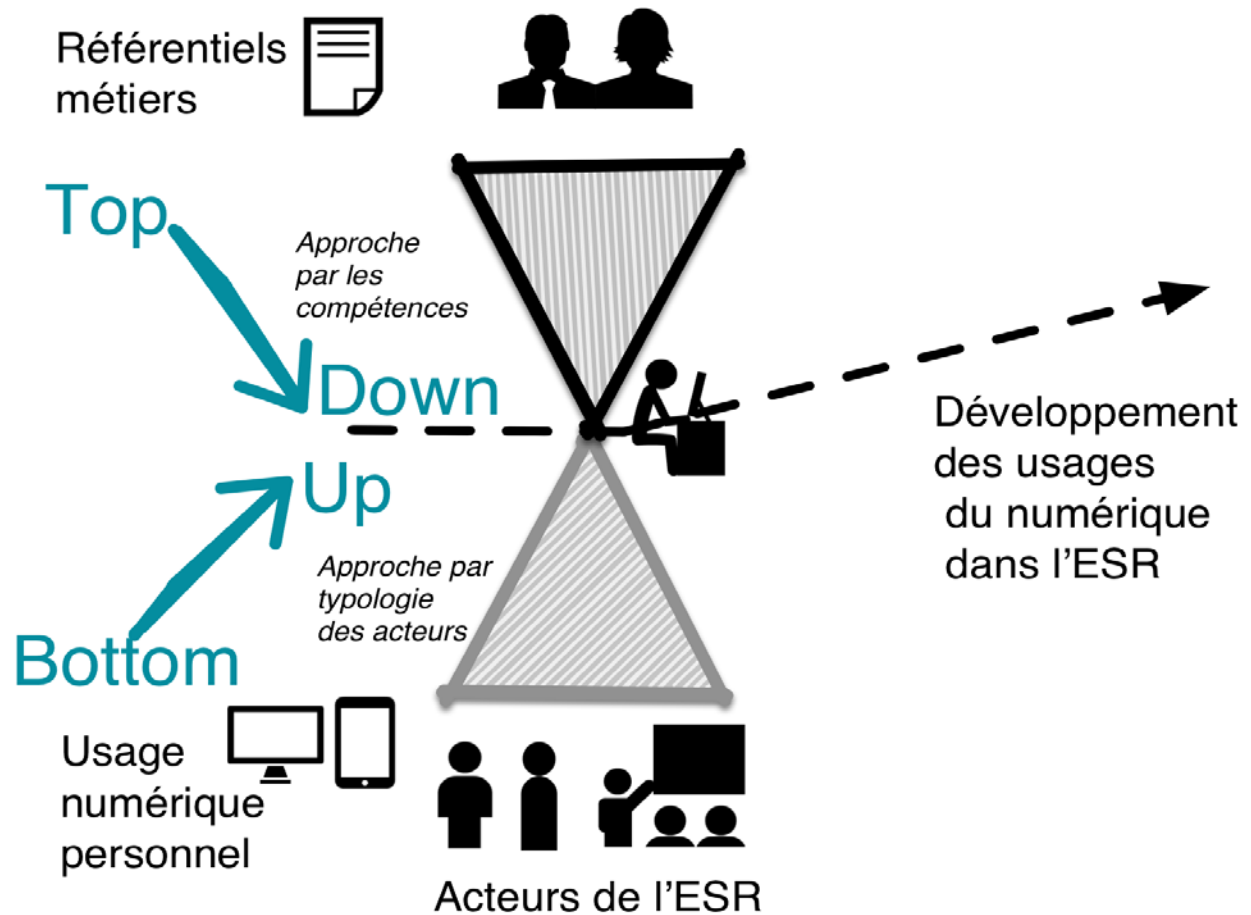 Référentiels
métiers
Top
Approche
par les
compétences
Down
Up
Approche par
typologie
des acteurs
Bottom
Usage
numérique
personnel
Acteurs de l'ESR
Développement
des usages
du numérique
dans l'ESR